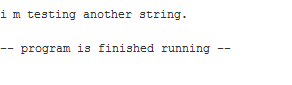 i m testing another string.
-- program is finished running --